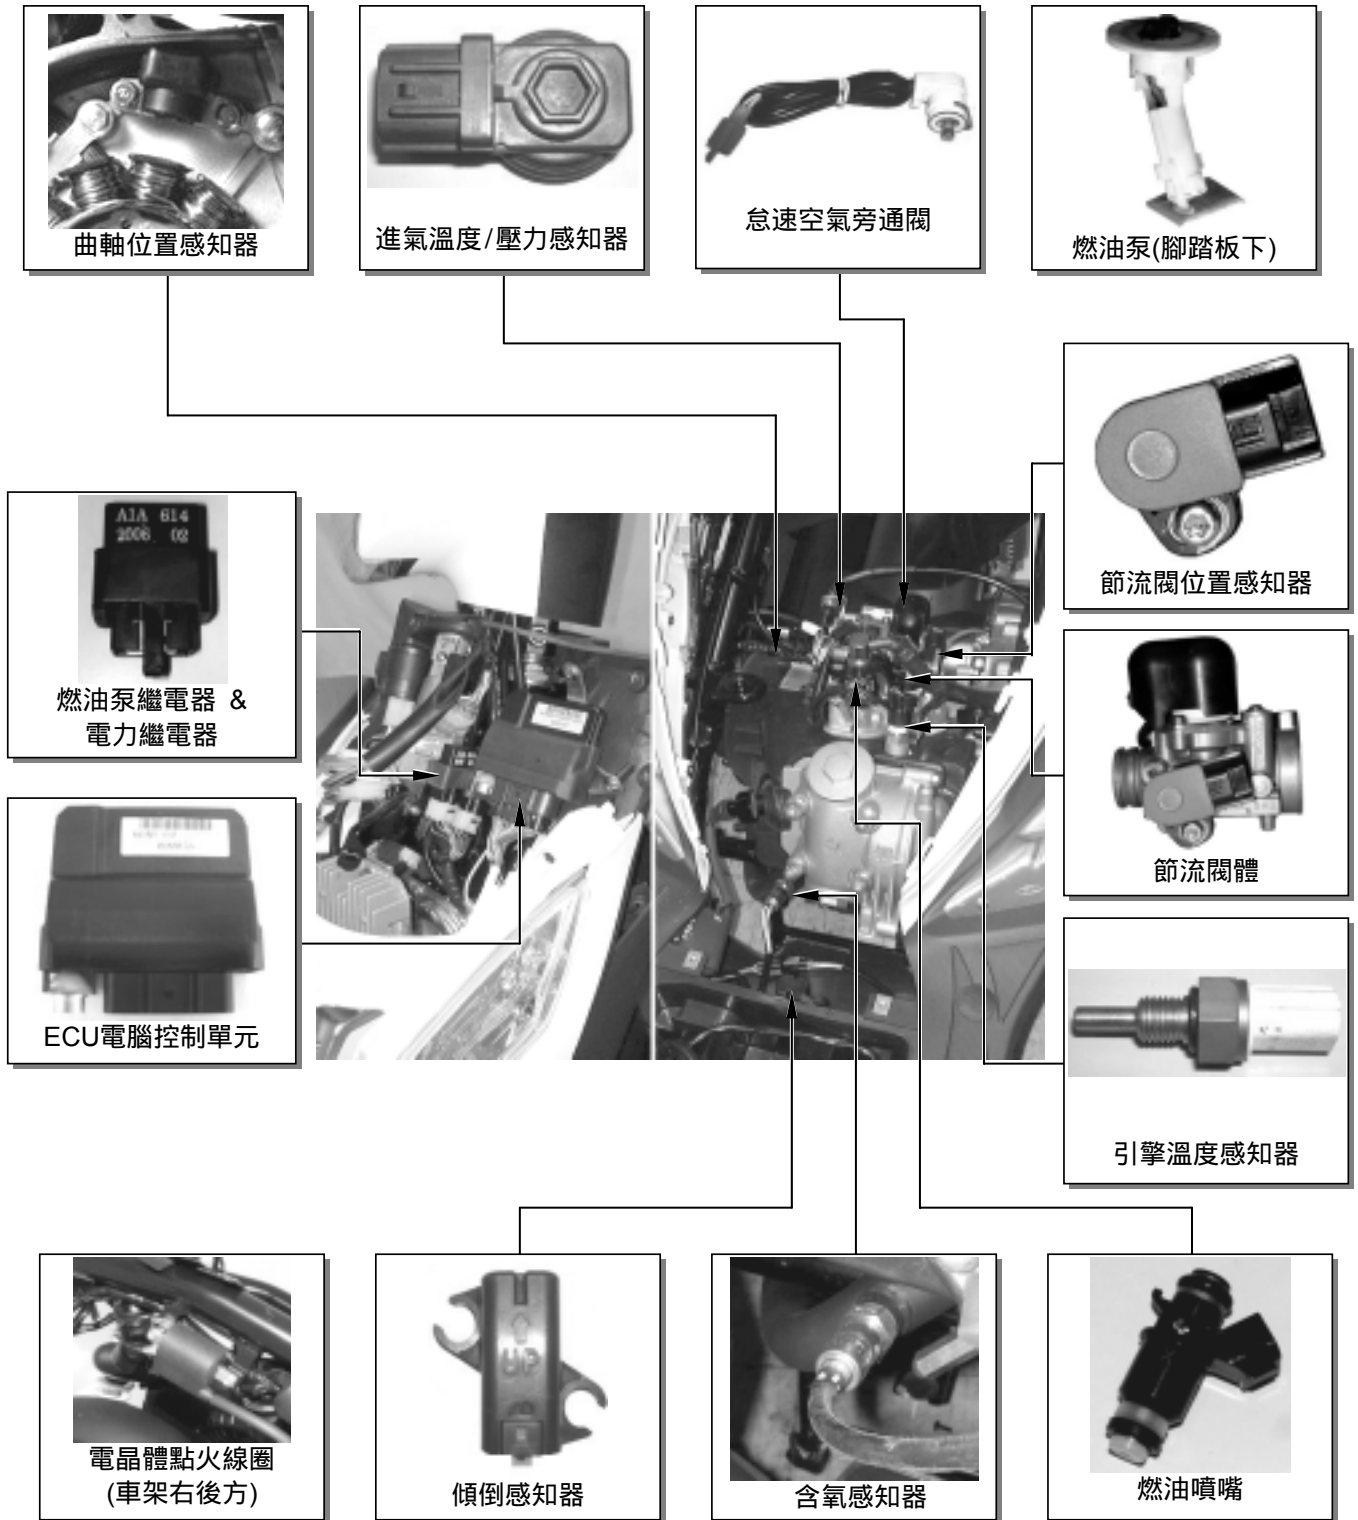 曲軸位置感知器
進氣溫度/壓力感知器
怠速空氣旁通閥
燃油泵(腳踏板下)
節流閥位置感知器
A1A 614
2006 02
燃油泵繼電器 &
電力繼電器
節流閥體
ECU電腦控制單元
引擎溫度感知器
電晶體點火線圈
(車架右後方)
UP
傾倒感知器
含氧感知器
燃油噴嘴